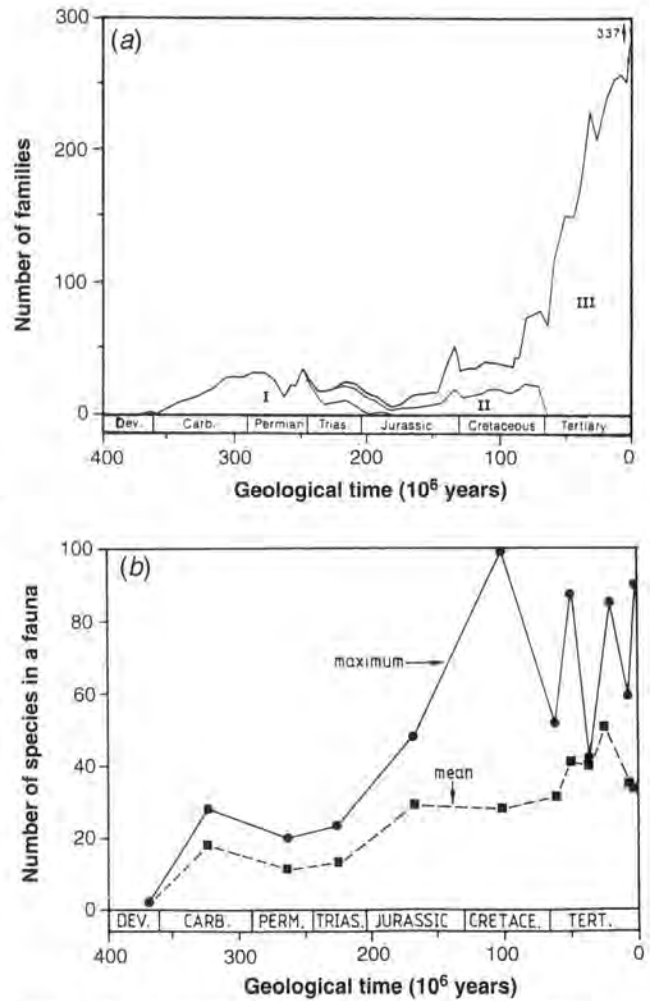 (a)
337
300
200
100
0
Number of families
I
II
III
Dev. Carb. Permian Trias. Jurassic Cretaceous Tertiary
400 300 200 100 0
Geological time (10⁶ years)
(b)
100
80
60
40
20
0
Number of species in a fauna
maximum
mean
DEV. CARB. PERM. TRIAS. JURASSIC CRETACE. TERT.
400 300 200 100 0
Geological time (10⁶ years)